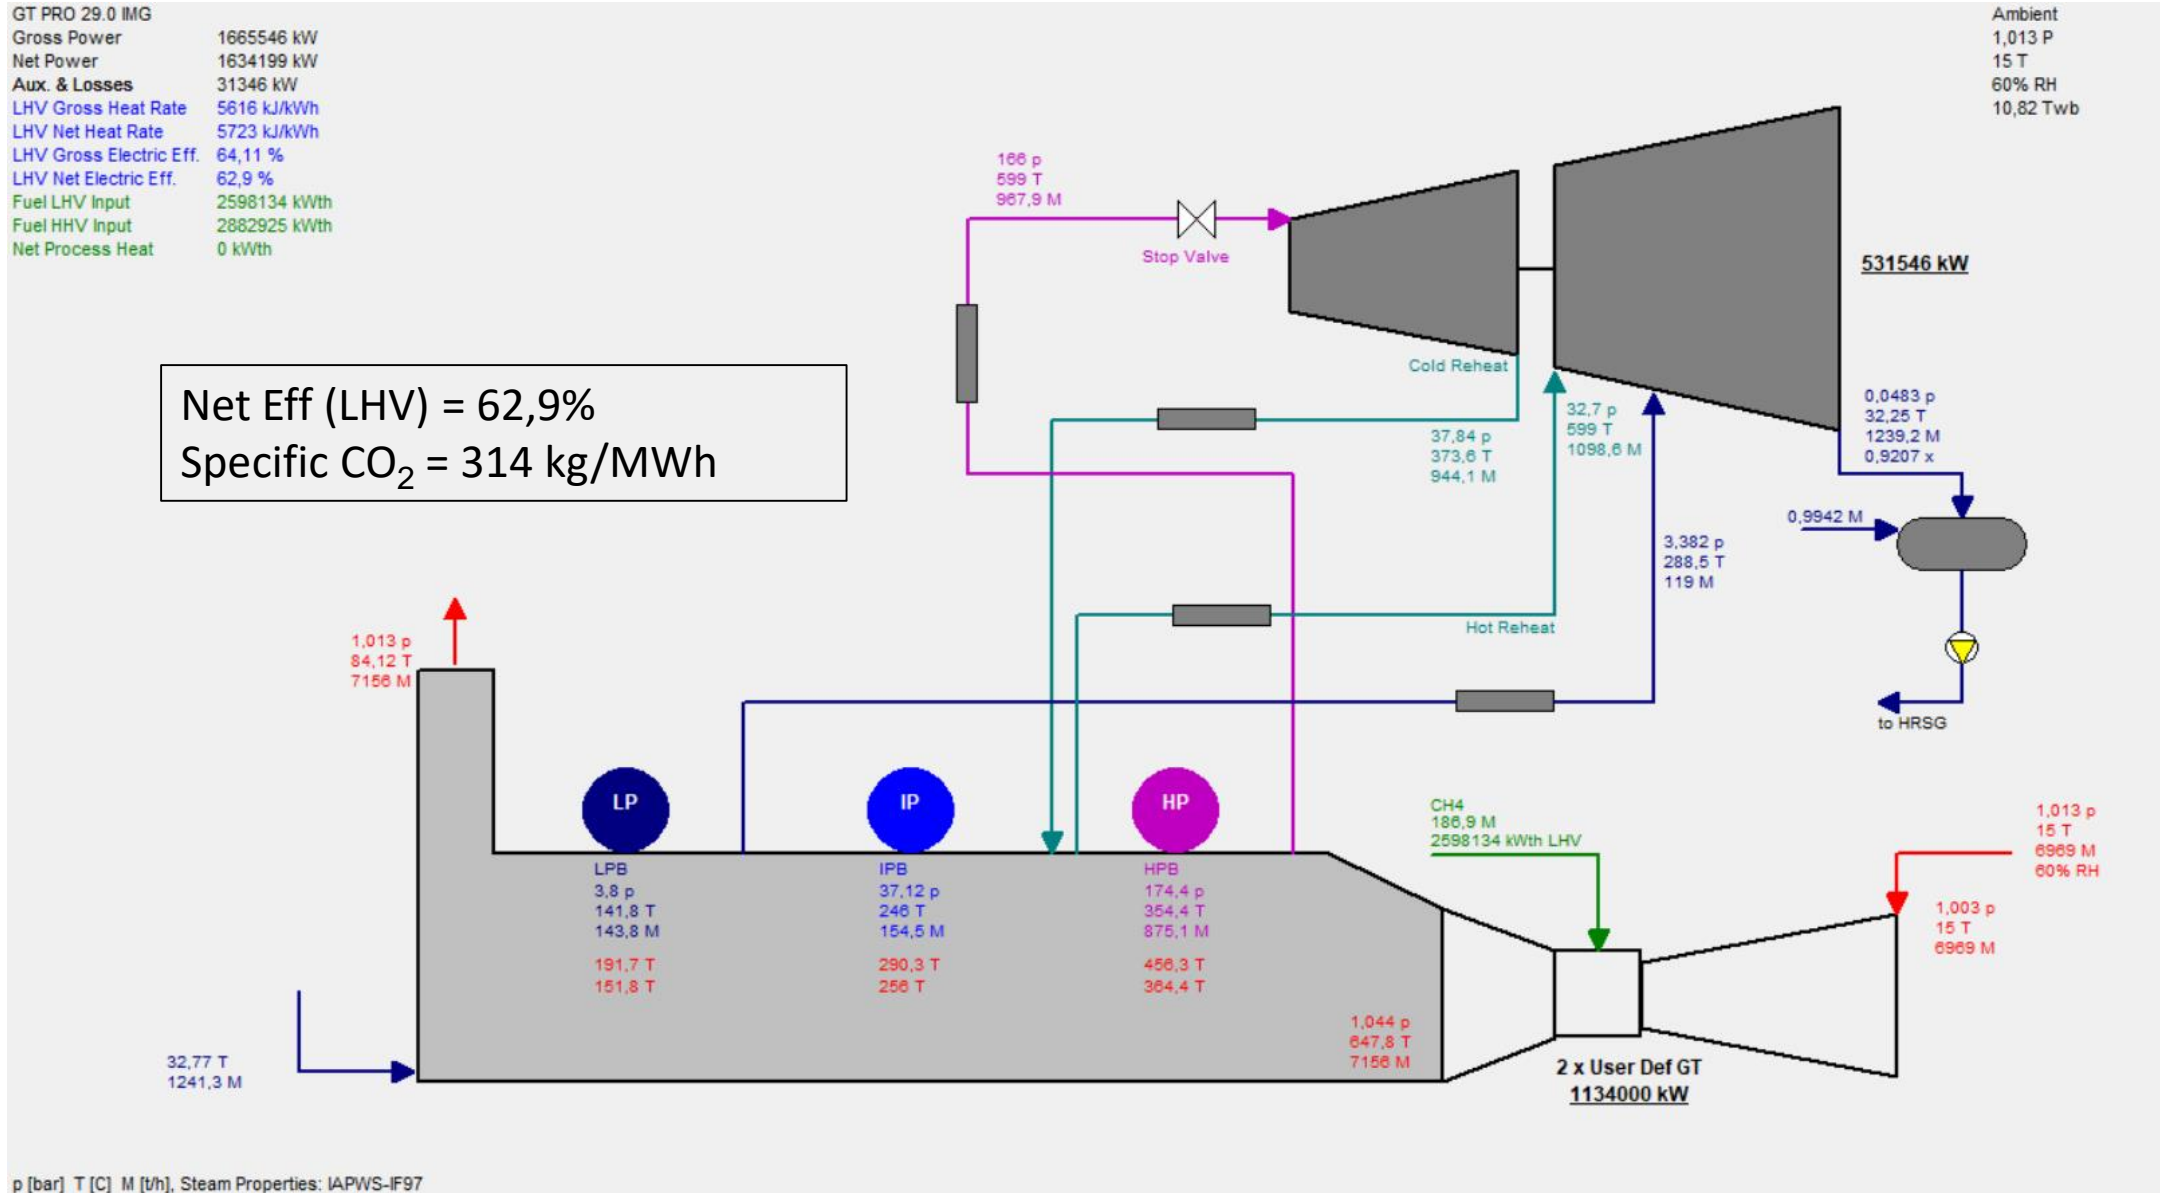 GT PRO 29.0 IMG
Gross Power 1665546 kW
Net Power 1634199 kW
Aux. & Losses 31346 kW
LHV Gross Heat Rate 5616 kJ/kWh
LHV Net Heat Rate 5723 kJ/kWh
LHV Gross Electric Eff. 64,11 %
LHV Net Electric Eff. 62,9 %
Fuel LHV Input 2598134 kWth
Fuel HHV Input 2882925 kWth
Net Process Heat 0 kWth
Ambient
1,013 P
15 T
60% RH
10,82 Twb
Net Eff (LHV) = 62,9%
Specific CO₂ = 314 kg/MWh
166 p
599 T
967,9 M
Stop Valve
531546 kW
Cold Reheat
37,84 p
373,6 T
944,1 M
32,7 p
599 T
1098,6 M
0,0483 p
32,25 T
1239,2 M
0,9207 x
0,9942 M
3,382 p
288,5 T
119 M
Hot Reheat
to HRSG
1,013 p
84,12 T
7156 M
LP
IP
HP
LPB
3,8 p
141,8 T
143,8 M
191,7 T
151,8 T
IPB
37,12 p
246 T
154,5 M
290,3 T
256 T
HPB
174,4 p
354,4 T
875,1 M
456,3 T
364,4 T
CH4
186,9 M
2598134 kWth LHV
1,013 p
15 T
6969 M
60% RH
1,003 p
15 T
6969 M
1,044 p
647,8 T
7156 M
32,77 T
1241,3 M
2 x User Def GT
1134000 kW
p [bar] T [C] M [t/h], Steam Properties: IAPWS-IF97